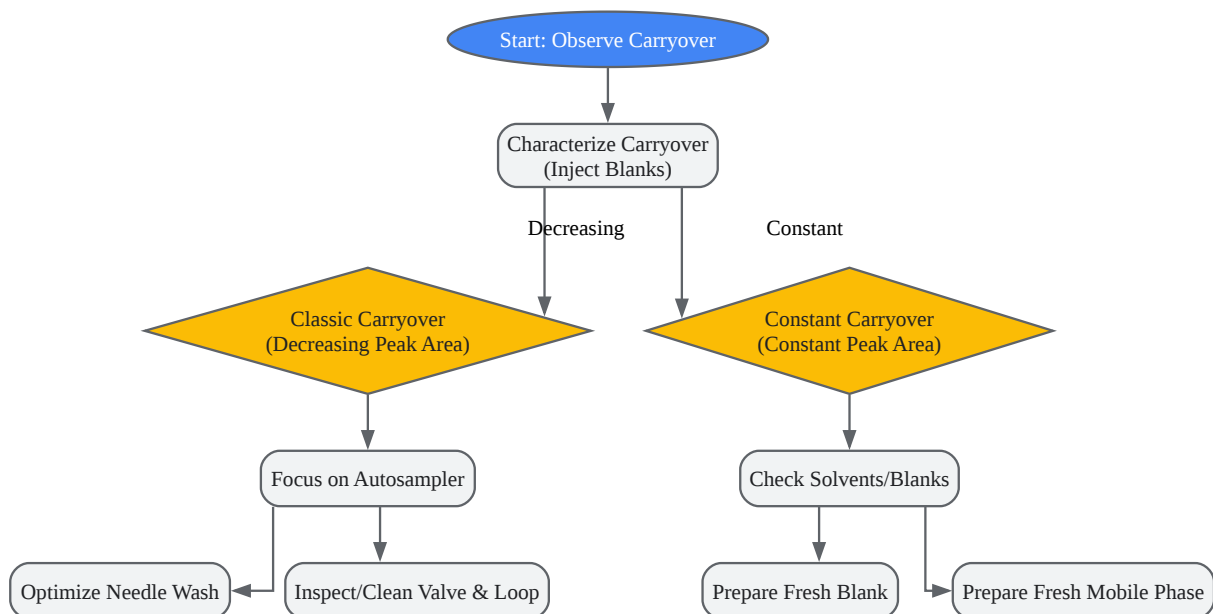 Start: Observe Carryover
Characterize Carryover
(Inject Blanks)
Decreasing
Constant
Classic Carryover
(Decreasing Peak Area)
Constant Carryover
(Constant Peak Area)
Focus on Autosampler
Check Solvents/Blanks
Optimize Needle Wash
Inspect/Clean Valve & Loop
Prepare Fresh Blank
Prepare Fresh Mobile Phase